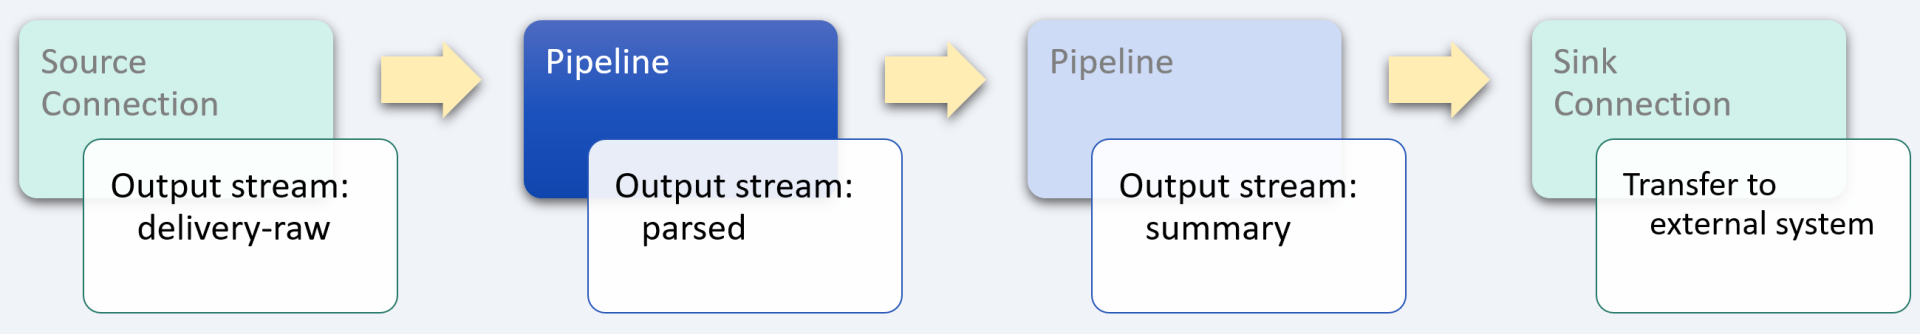 Source
Connection
Output stream:
delivery-raw
Pipeline
Output stream:
parsed
Pipeline
Output stream:
summary
Sink
Connection
Transfer to
external system